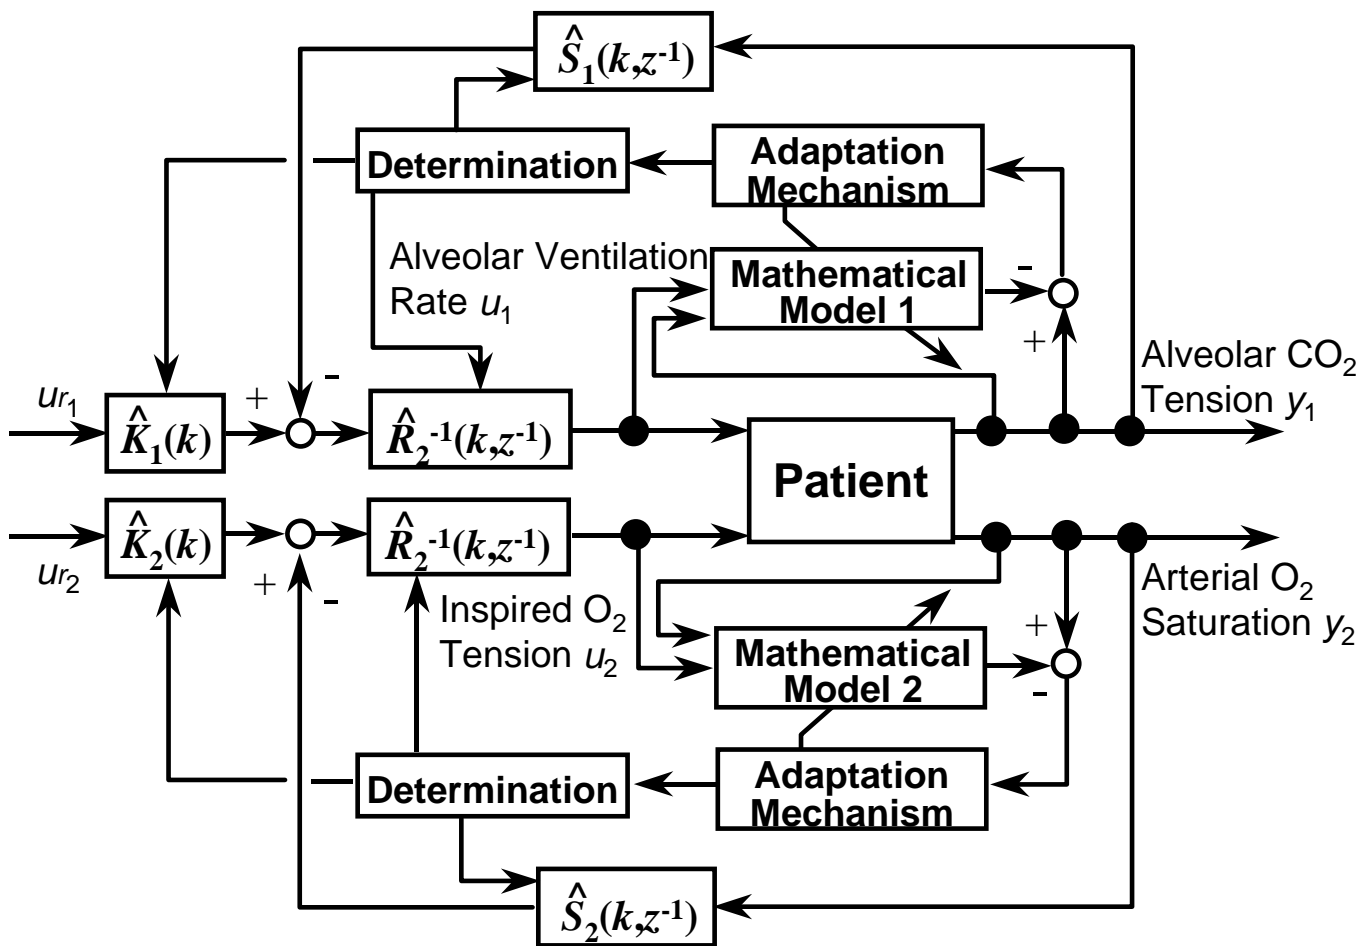 Ŝ₁(k,z⁻¹)
Determination
Adaptation
Mechanism
Alveolar Ventilation
Rate u₁
Mathematical
Model 1
-
+
Alveolar CO₂
Tension y₁
ur₁
K̂₁(k)
+
-
R̂₂⁻¹(k,z⁻¹)
Patient
ur₂
K̂₂(k)
+
-
R̂₂⁻¹(k,z⁻¹)
Inspired O₂
Tension u₂
Mathematical
Model 2
+
-
Arterial O₂
Saturation y₂
Determination
Adaptation
Mechanism
Ŝ₂(k,z⁻¹)